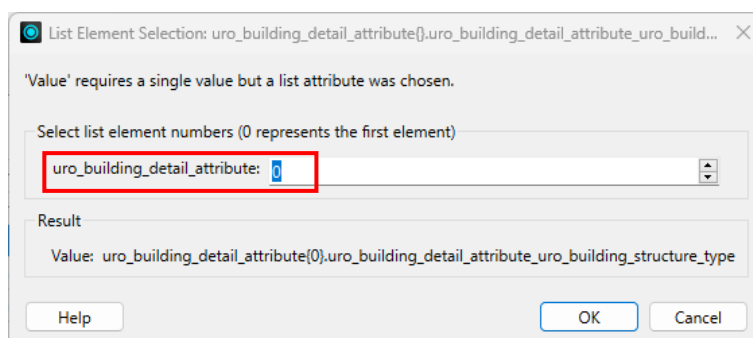 List Element Selection: uro_building_detail_attribute{}.uro_building_detail_attribute_uro_build...
'Value' requires a single value but a list attribute was chosen.
Select list element numbers (0 represents the first element)
uro_building_detail_attribute: 0
Result
Value: uro_building_detail_attribute{0}.uro_building_detail_attribute_uro_building_structure_type
Help OK Cancel